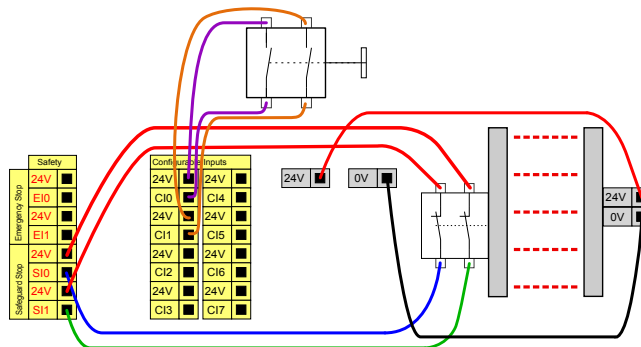 Safety
Emergency Stop
24V
EI0
24V
EI1
Safeguard Stop
24V
SI0
24V
SI1
Configurable Inputs
24V 24V
CI0 CI4
24V 24V
CI1 CI5
24V 24V
CI2 CI6
24V 24V
CI3 CI7
24V
0V
24V
0V